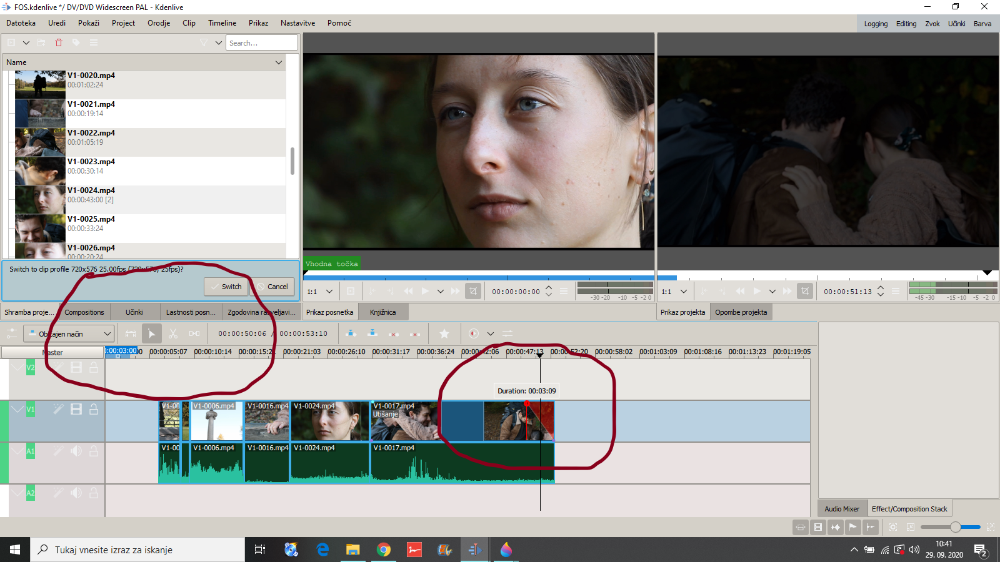 FOS.kdenlive */ DV/DVD Widescreen PAL - Kdenlive
Datoteka Uredi Pokaži Project Orodje Clip Timeline Prikaz Nastavitve Pomoč
Logging Editing Zvok Učinki Barva
Search...
Name
V1-0020.mp4
00:01:02:24
V1-0021.mp4
00:00:19:14
V1-0022.mp4
00:01:05:19
V1-0023.mp4
00:00:30:14
V1-0024.mp4
00:00:43:00 [2]
V1-0025.mp4
00:00:33:24
V1-0026.mp4
00:00:20:24
Switch to clip profile 720x576 25.00fps (720x576, 25fps)?
Switch Cancel
Vhodna točka
1:1 00:00:00:00 -30 -20 -10 -5 -2 0
1:1 00:00:51:13 -45 -30 -15 -10 -5 -2 0
Shramba proje... Compositions Učinki Lastnosti posn... Zgodovina razveljavi... Prikaz posnetka Knjižnica Prikaz projekta Opombe projekta
Običajen način 00:00:50:06 / 00:00:53:10
Master
0:00:03:00 00:00:05:07 00:00:10:14 00:00:15:21 00:00:21:03 00:00:26:10 00:00:31:17 00:00:36:24 00:00:42:06 00:00:47:13 00:00:52:20 00:00:58:02 00:01:03:09 00:01:08:16 00:01:13:23 00:01:19:05
V2
Duration: 00:03:09
V1
V1-00 V1-0006.mp4 V1-0016.mp4 V1-0024.mp4 V1-0017.mp4
Utišanje
A1
V1-00 V1-0006.mp4 V1-0016.mp4 V1-0024.mp4 V1-0017.mp4
A2
Audio Mixer Effect/Composition Stack
Tukaj vnesite izraz za iskanje
10:41
29. 09. 2020
2